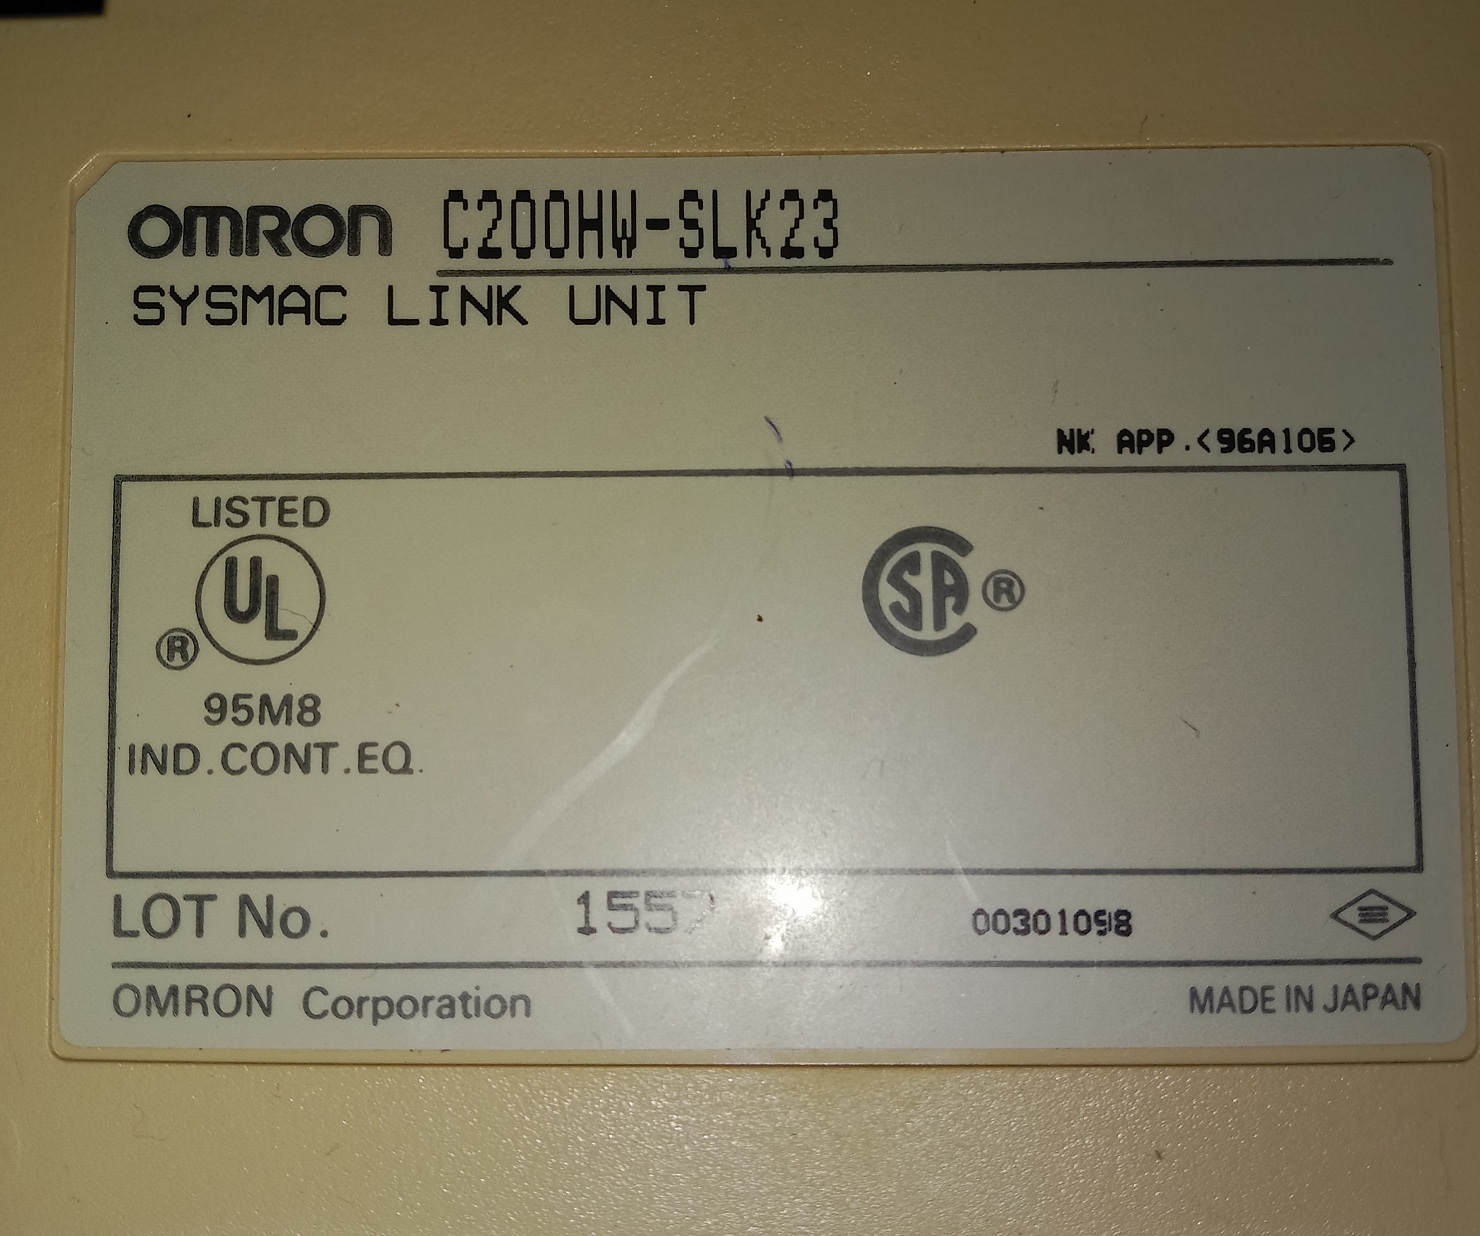 OMRON C200HW-SLK23
SYSMAC LINK UNIT
NK APP.<96A105>
LISTED
UL
®
95M8
IND.CONT.EQ.
SA ®
LOT No. 00301098
OMRON Corporation MADE IN JAPAN